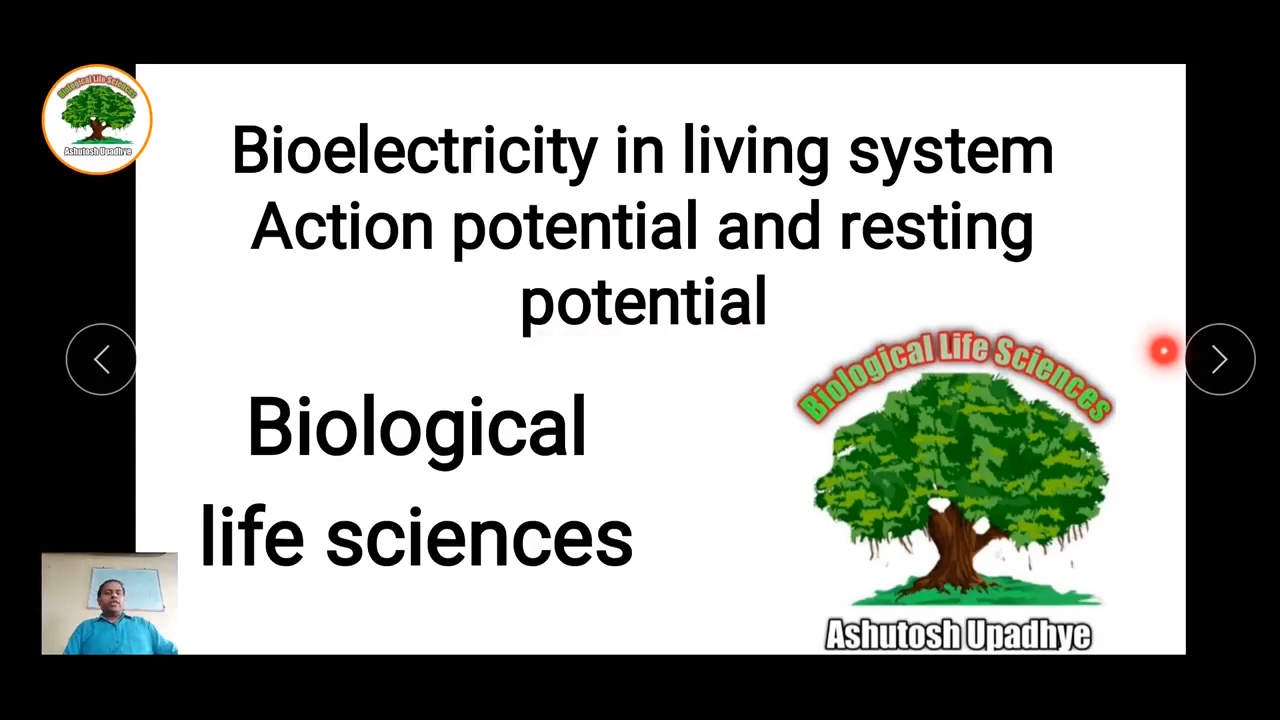 Biological Life Sciences
Ashutosh Upadhye
Bioelectricity in living system
Action potential and resting
potential
Biological
life sciences
Biological Life Sciences
Ashutosh Upadhye